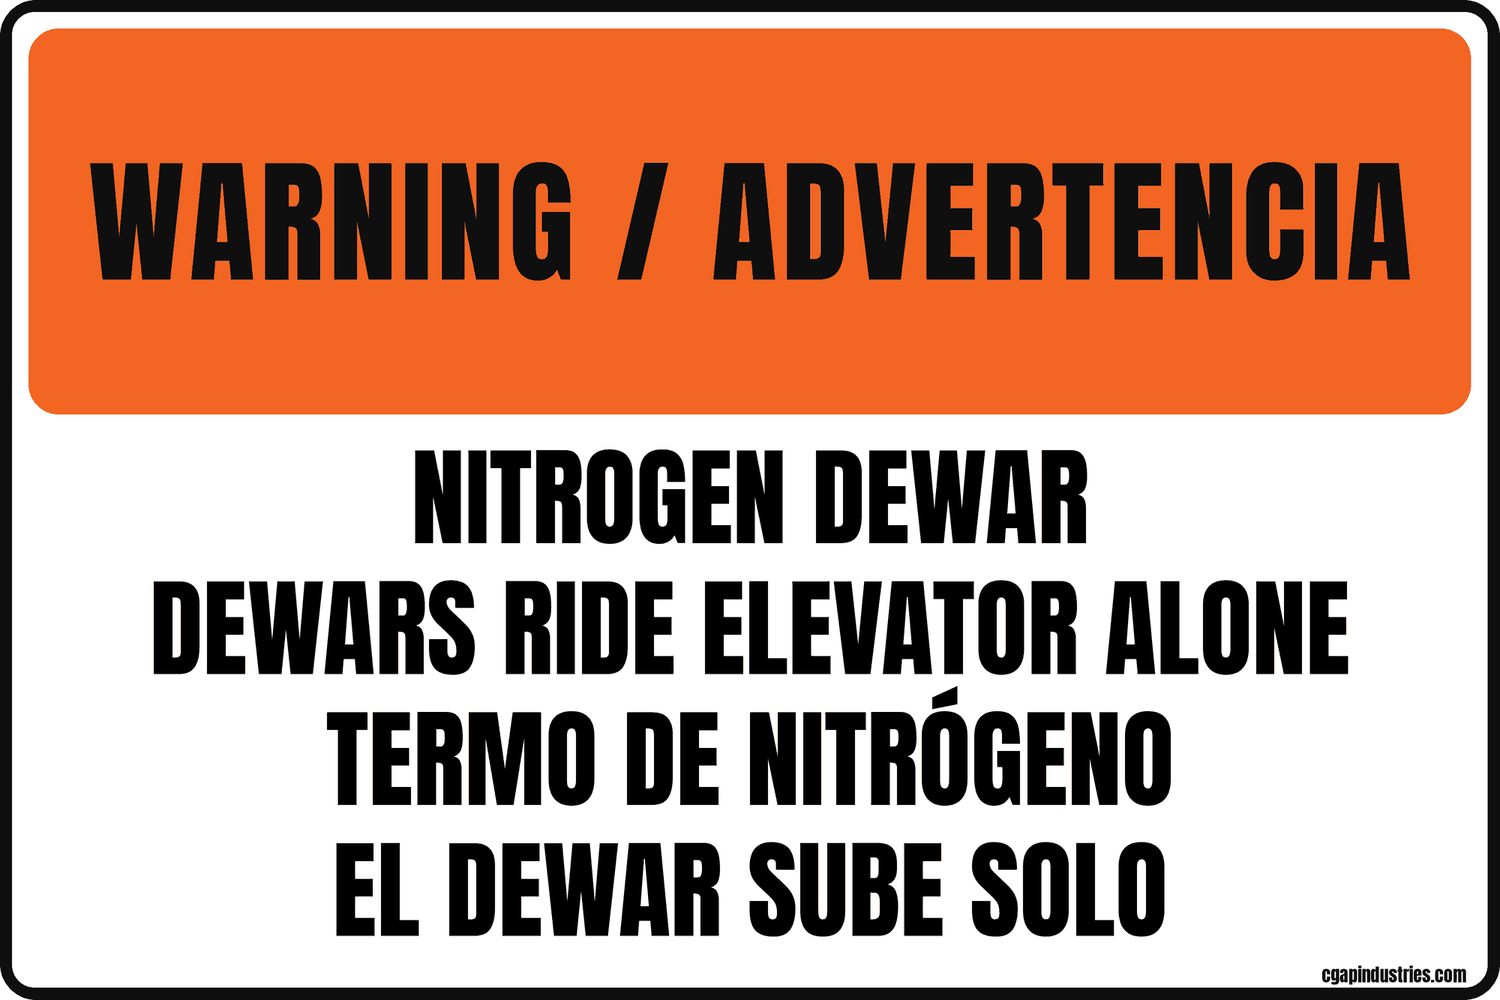 WARNING / ADVERTENCIA
NITROGEN DEWAR
DEWARS RIDE ELEVATOR ALONE
TERMO DE NITRÓGENO
EL DEWAR SUBE SOLO
cgapindustries.com